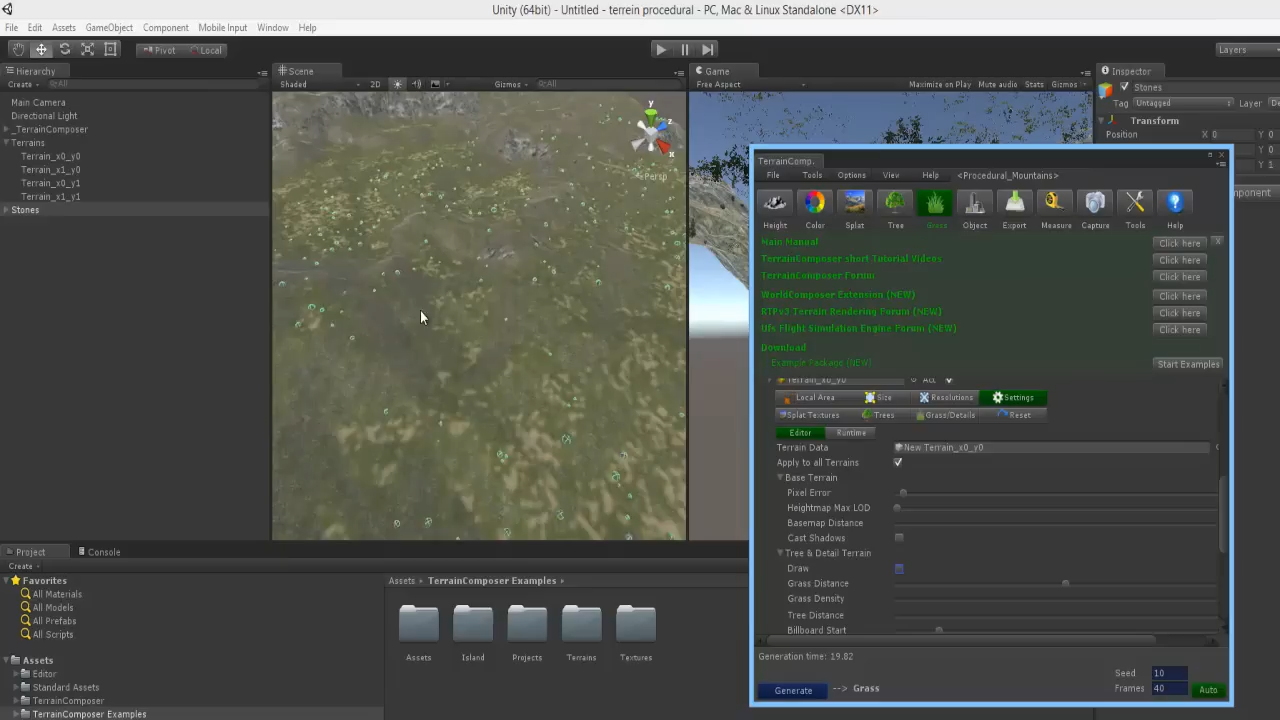 Unity (64bit) - Untitled - terrein procedural - PC, Mac & Linux Standalone <DX11>
File Edit Assets GameObject Component Mobile Input Window Help
Pivot Local Layers
Hierarchy
Create All
Main Camera
Directional Light
_TerrainComposer
Terrains
Terrain_x0_y0
Terrain_x1_y0
Terrain_x0_y1
Terrain_x1_y1
Stones
Scene
Shaded 2D Gizmos All
y
z
x
Persp
Game
Free Aspect Maximize on Play Mute audio Stats Gizmos
Inspector
Stones
Tag Untagged Layer De
Transform
Position X 0 Y 0
Y 0
Y 1
TerrainComp.
File Tools Options View Help <Procedural_Mountains>
Height Color Splat Tree Grass Object Export Measure Capture Tools Help
Main Manual Click here X
TerrainComposer short Tutorial Videos Click here
TerrainComposer Forum Click here
WorldComposer Extension (NEW) Click here
RTPv3 Terrain Rendering Forum (NEW) Click here
Ufs Flight Simulation Engine Forum (NEW) Click here
Download
Example Package (NEW) Start Examples
Terrain_x0_y0 Act
Local Area Size Resolutions Settings
Splat Textures Trees Grass/Details Reset
Editor Runtime
Terrain Data New Terrain_x0_y0
Apply to all Terrains
Base Terrain
Pixel Error
Heightmap Max LOD
Basemap Distance
Cast Shadows
Tree & Detail Terrain
Draw
Grass Distance
Grass Density
Tree Distance
Billboard Start
Generation time: 19.82
Seed 10
Generate --> Grass Frames 40 Auto
Project Console
Create
Favorites
All Materials
All Models
All Prefabs
All Scripts
Assets
Editor
Standard Assets
TerrainComposer
TerrainComposer Examples
Assets TerrainComposer Examples
Assets Island Projects Terrains Textures